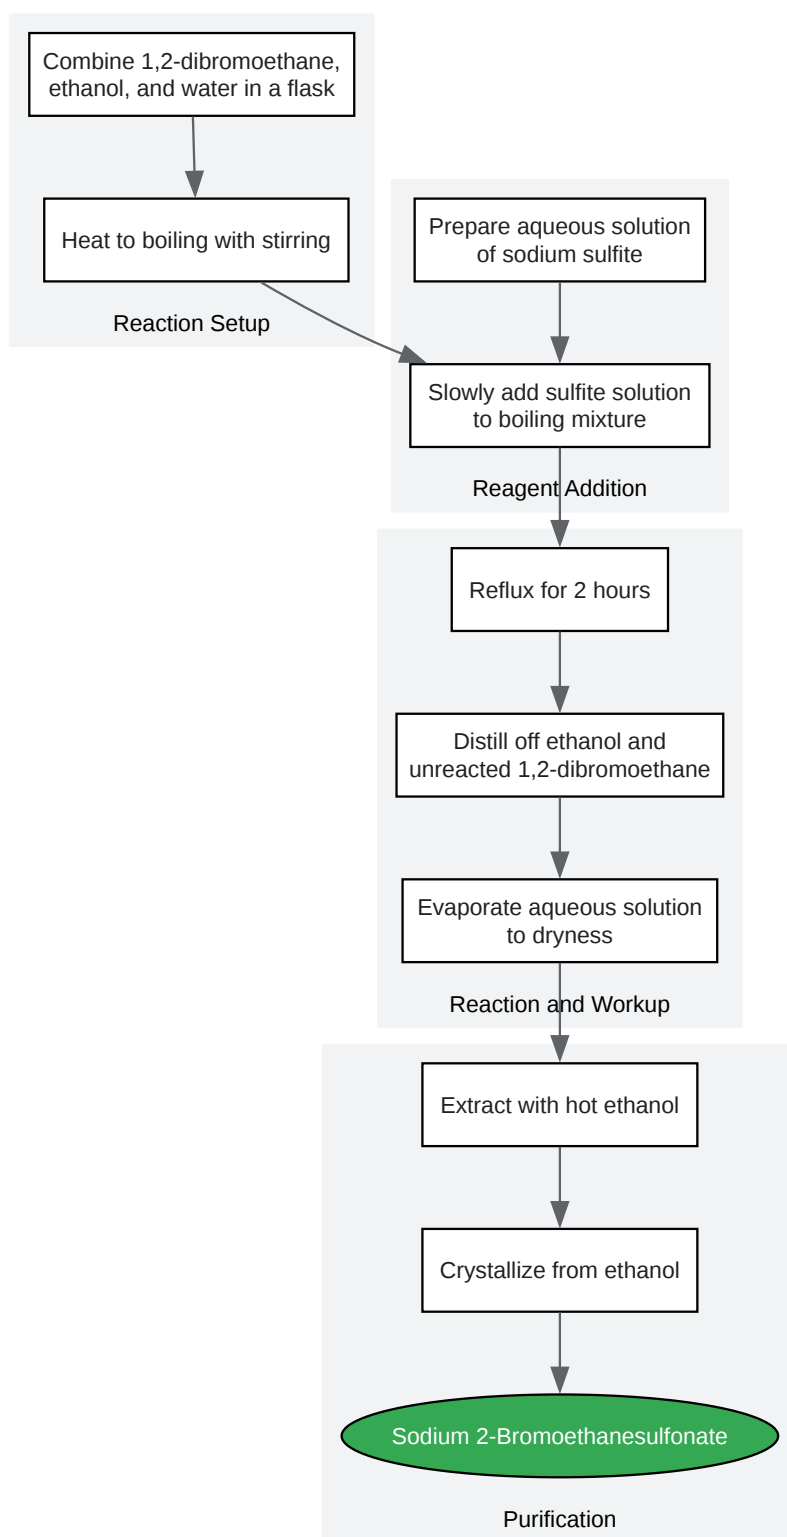 Combine 1,2-dibromoethane,
ethanol, and water in a flask
Heat to boiling with stirring
Reaction Setup
Prepare aqueous solution
of sodium sulfite
Slowly add sulfite solution
to boiling mixture
Reagent Addition
Reflux for 2 hours
Distill off ethanol and
unreacted 1,2-dibromoethane
Evaporate aqueous solution
to dryness
Reaction and Workup
Extract with hot ethanol
Crystallize from ethanol
Sodium 2-Bromoethanesulfonate
Purification